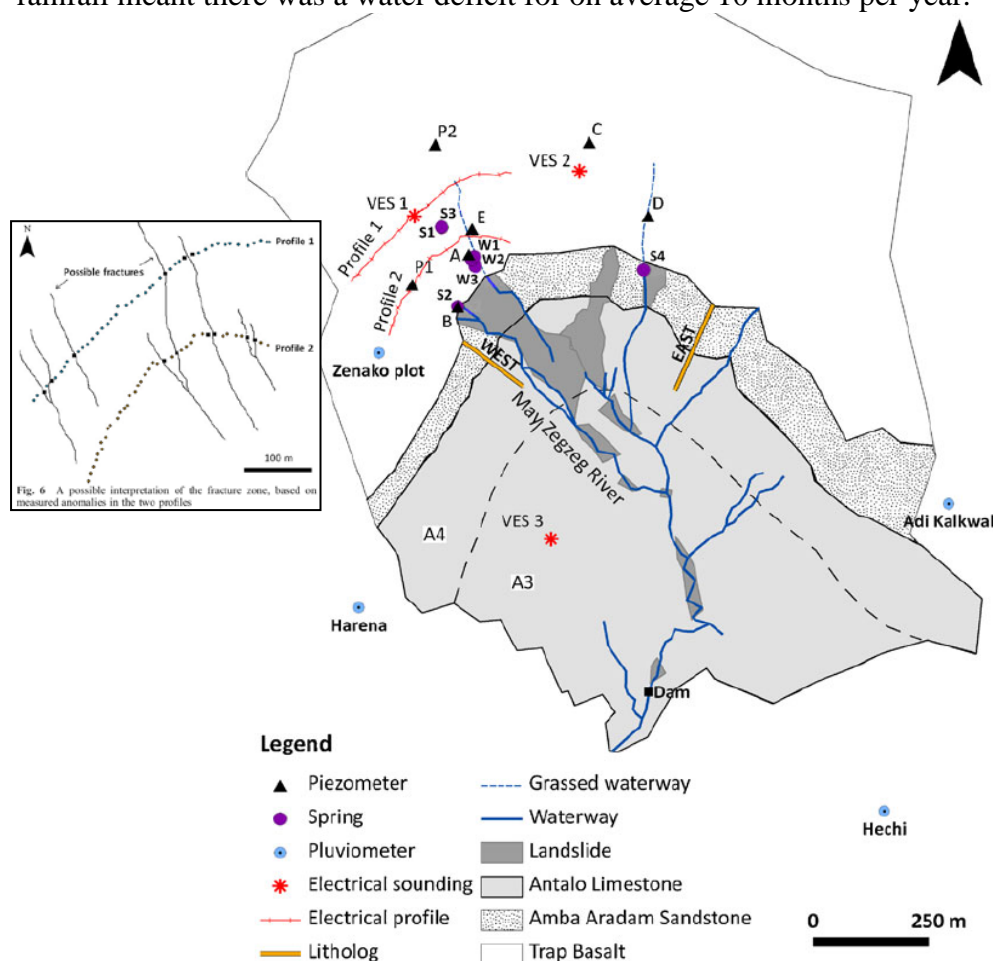 rainfall meant there was a water deficit for on average 10 months per year.
P2
C
VES 2
VES 1
S3
S1
E
D
Profile 1
A
W1
W2
W3
S4
P1
Profile 2
S2
B
Zenako plot
WEST
EAST
May Zegzeg River
N
Profile 1
Possible fractures
Profile 2
100 m
Fig. 6 A possible interpretation of the fracture zone, based on
measured anomalies in the two profiles
A4
VES 3
A3
Adi Kalkwal
Harena
Dam
Hechi
Legend
Piezometer
Spring
Pluviometer
Electrical sounding
Electrical profile
Litholog
Grassed waterway
Waterway
Landslide
Antalo Limestone
Amba Aradam Sandstone
Trap Basalt
0 250 m